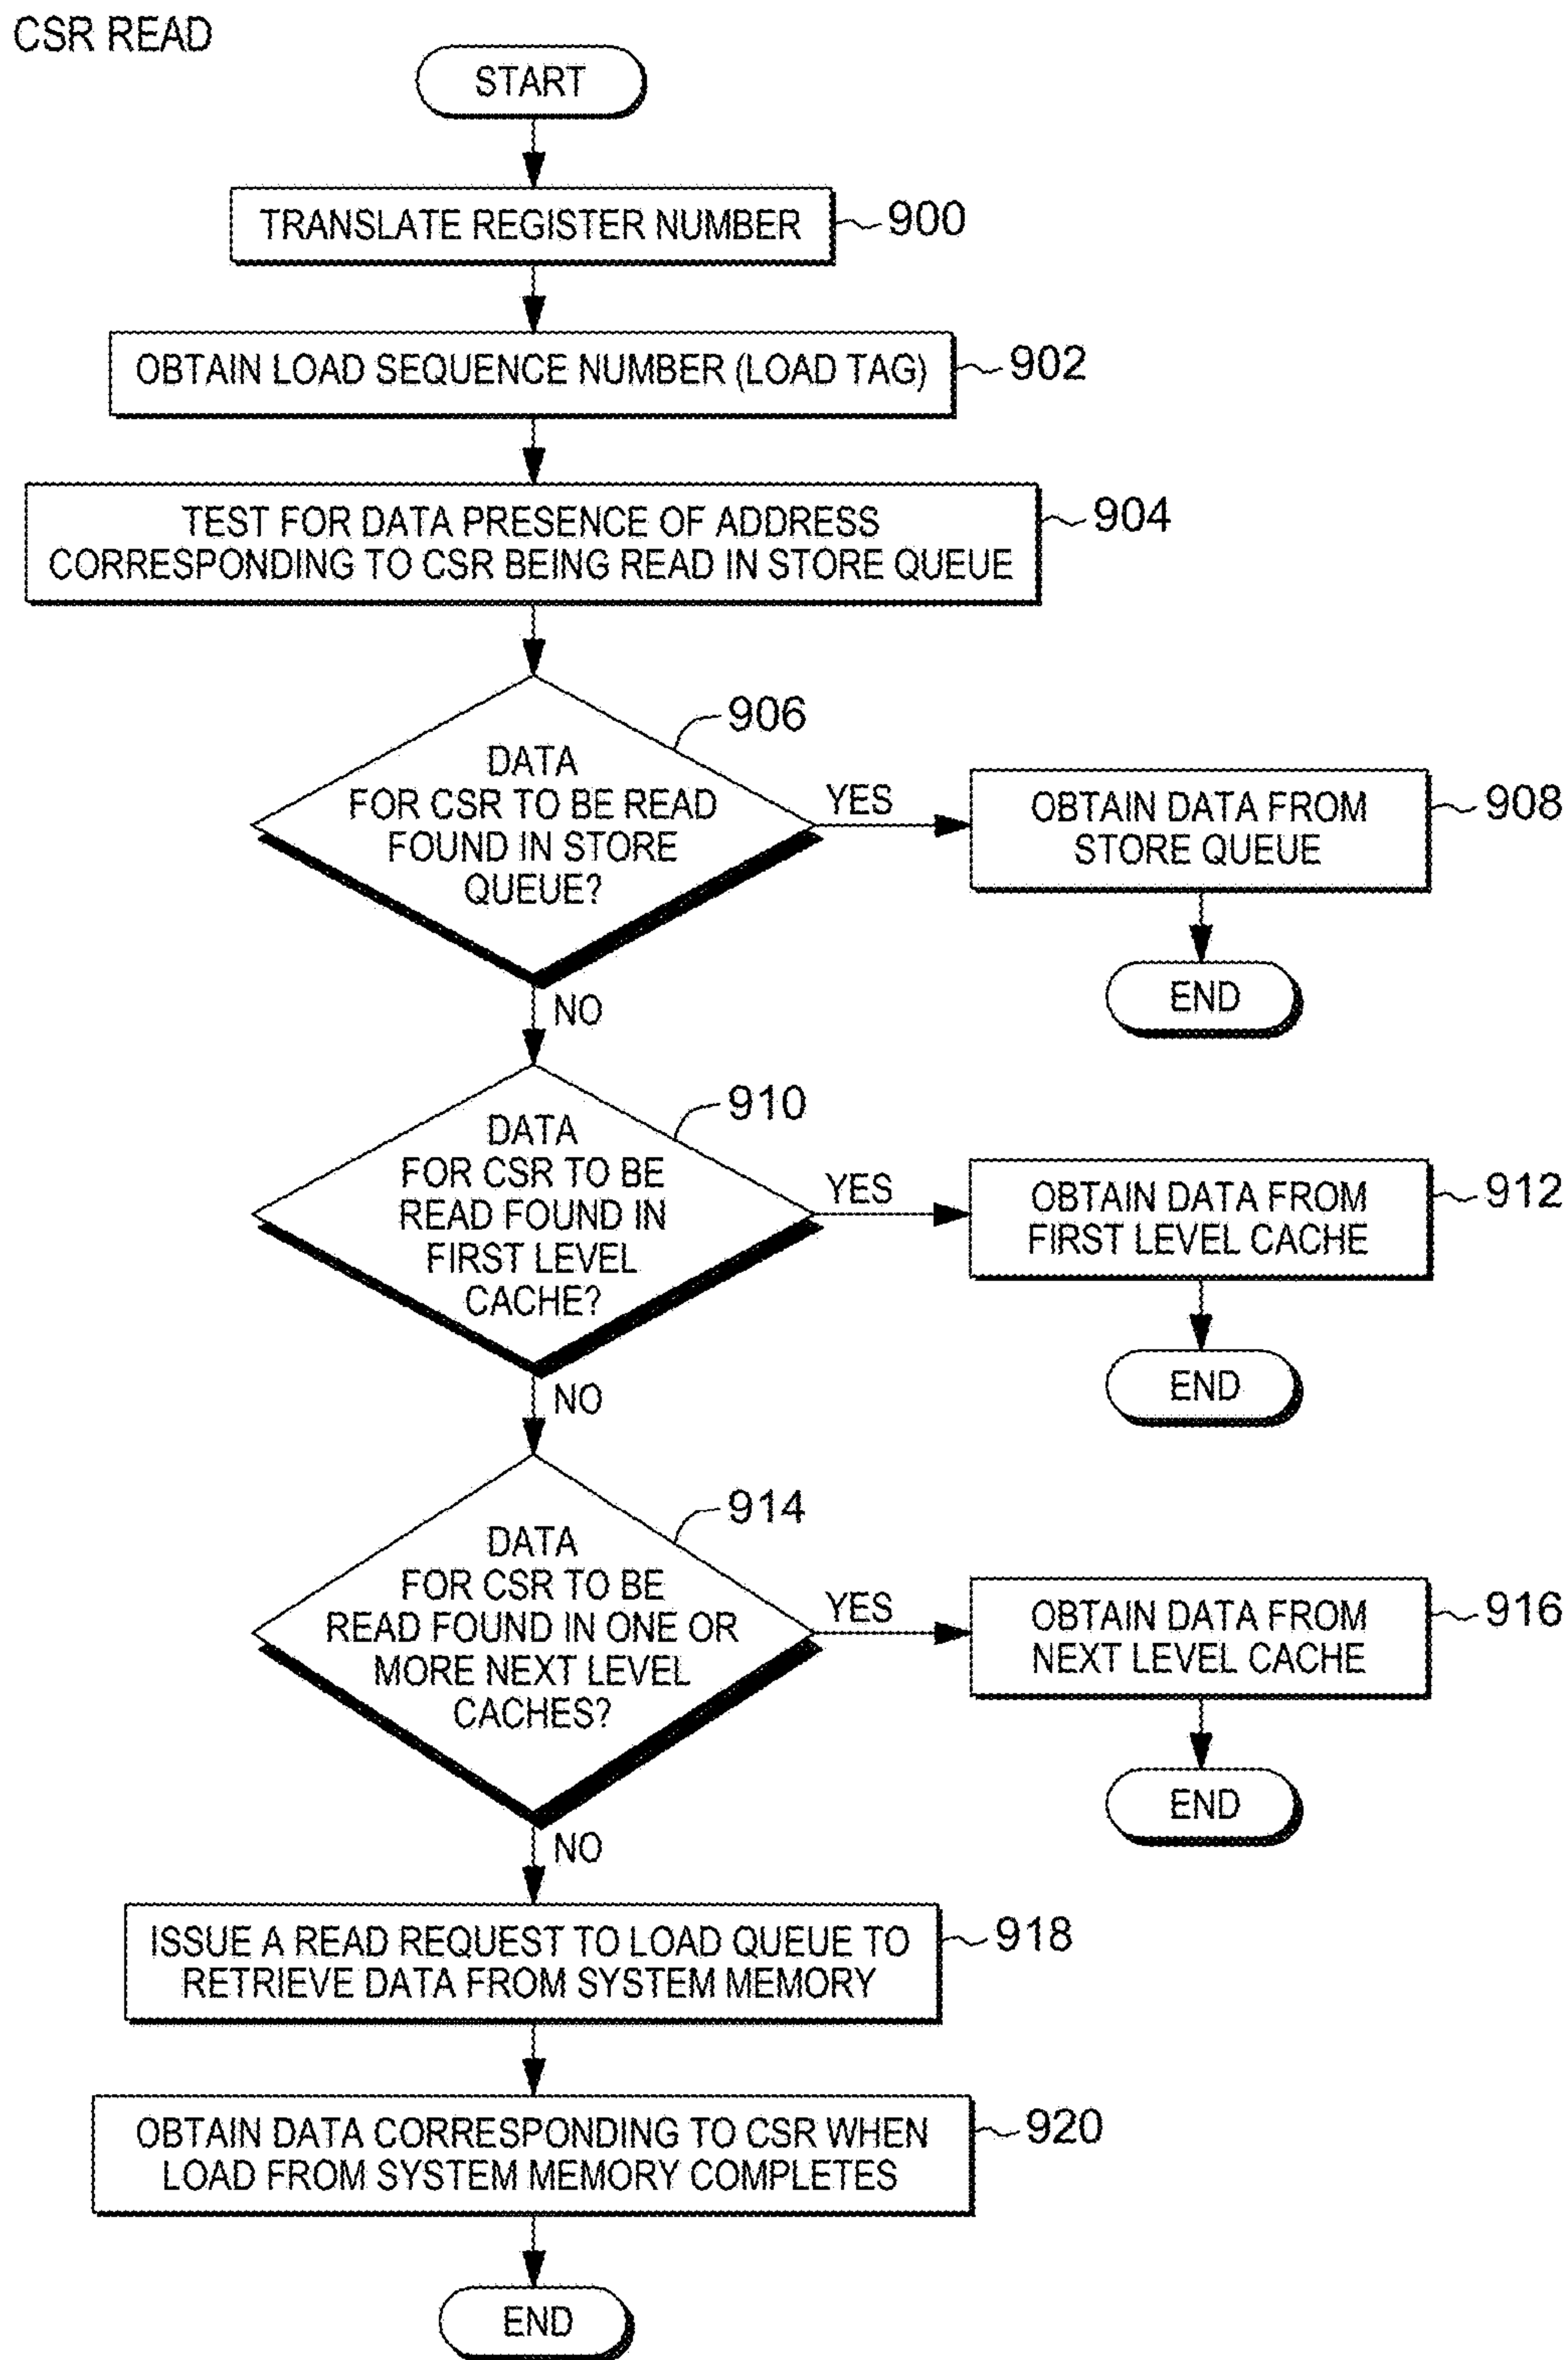 CSR READ
START
TRANSLATE REGISTER NUMBER
900
OBTAIN LOAD SEQUENCE NUMBER (LOAD TAG)
902
TEST FOR DATA PRESENCE OF ADDRESS
CORRESPONDING TO CSR BEING READ IN STORE QUEUE
904
906
DATA
FOR CSR TO BE READ
FOUND IN STORE
QUEUE?
YES
OBTAIN DATA FROM
STORE QUEUE
908
END
NO
910
DATA
FOR CSR TO BE
READ FOUND IN
FIRST LEVEL
CACHE?
YES
OBTAIN DATA FROM
FIRST LEVEL CACHE
912
END
NO
914
DATA
FOR CSR TO BE
READ FOUND IN ONE OR
MORE NEXT LEVEL
CACHES?
YES
OBTAIN DATA FROM
NEXT LEVEL CACHE
916
END
NO
ISSUE A READ REQUEST TO LOAD QUEUE TO
RETRIEVE DATA FROM SYSTEM MEMORY
918
OBTAIN DATA CORRESPONDING TO CSR WHEN
LOAD FROM SYSTEM MEMORY COMPLETES
920
END